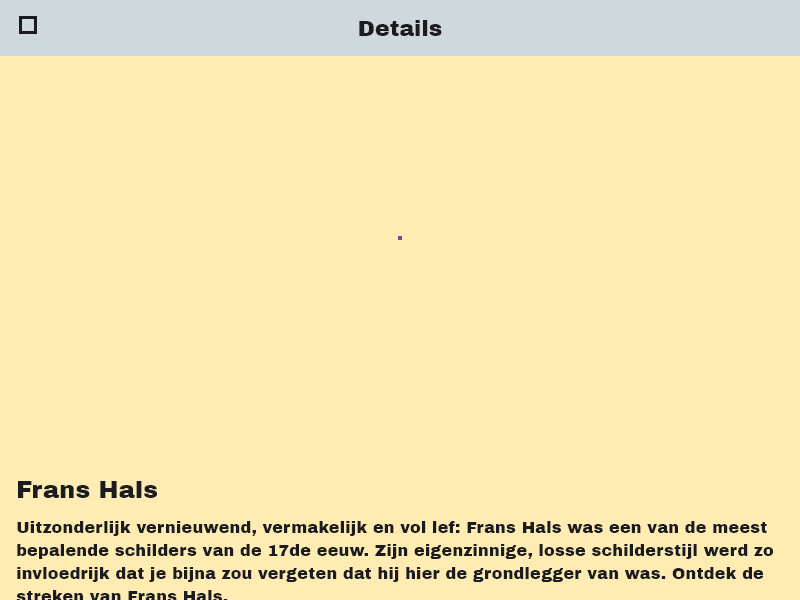 Details
Frans Hals
Uitzonderlijk vernieuwend, vermakelijk en vol lef: Frans Hals was een van de meest
bepalende schilders van de 17de eeuw. Zijn eigenzinnige, losse schilderstijl werd zo
invloedrijk dat je bijna zou vergeten dat hij hier de grondlegger van was. Ontdek de
streken van Frans Hals.